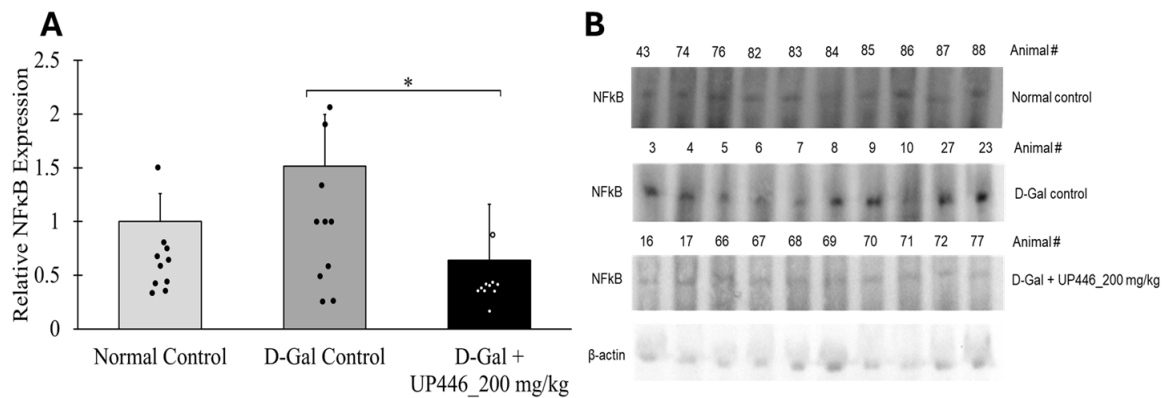 A
Relative NFκB Expression
2.5
2
1.5
1
0.5
0
*
Normal Control
D-Gal Control
D-Gal +
UP446_200 mg/kg
B
43 74 76 82 83 84 85 86 87 88 Animal #
NFkB Normal control
3 4 5 6 7 8 9 10 27 23 Animal #
NFkB D-Gal control
16 17 66 67 68 69 70 71 72 77 Animal #
NFkB D-Gal + UP446_200 mg/kg
β-actin